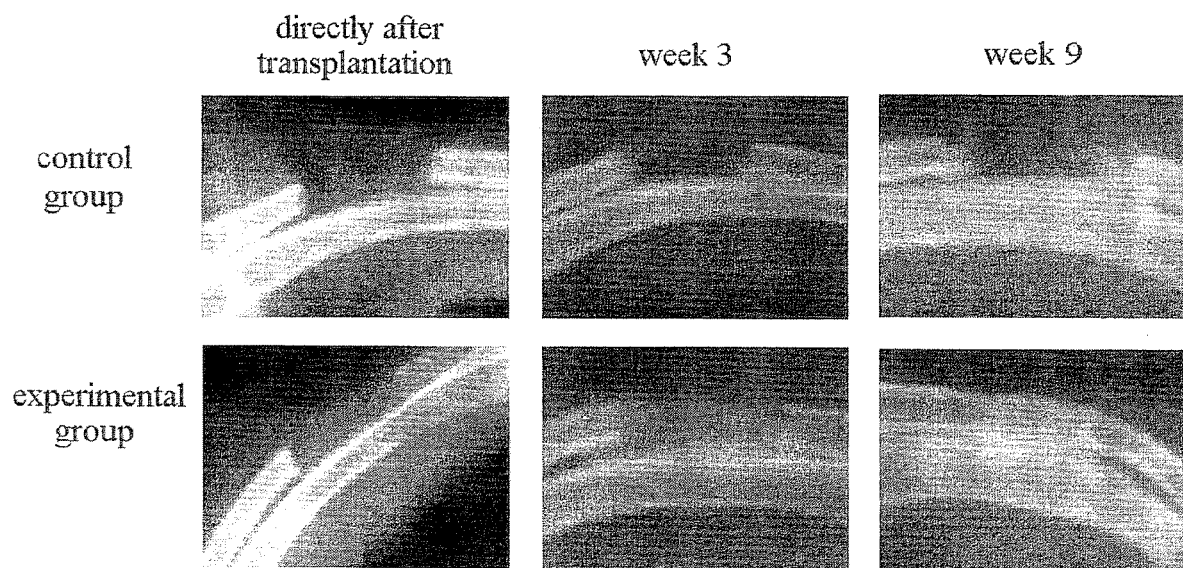 directly after
transplantation
week 3
week 9
control
group
experimental
group